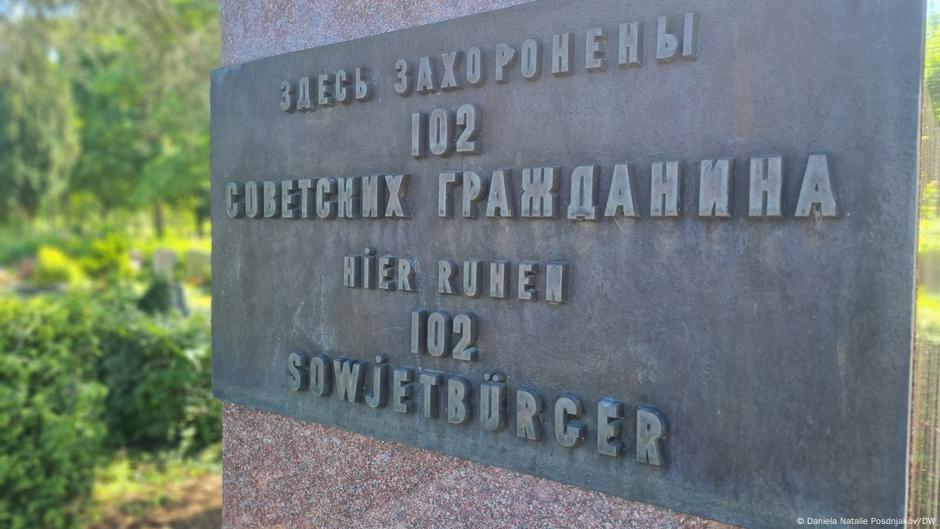 ЗДЕСЬ ЗАХОРОНЕНЫ
102
СОВЕТСКИХ ГРАЖДАНИНА
HiER RUHEN
102
SOWjETBÜRGER
© Daniela Natalie Posdnjakov/DW